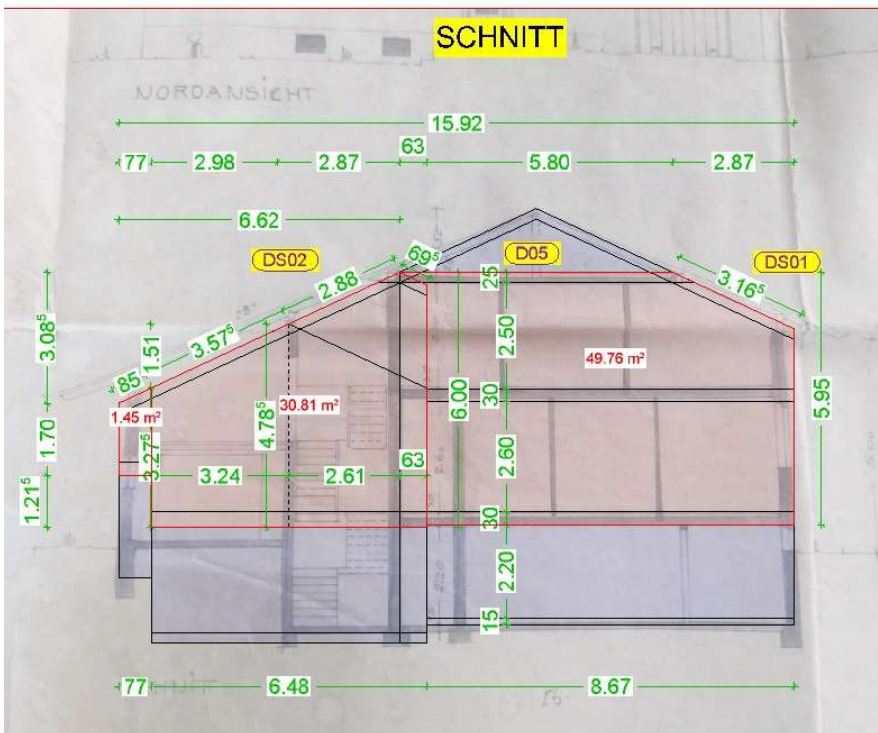 SCHNITT
NORDANSICHT
15.92
63
77 2.98 2.87 5.80 2.87
6.62
DS02 69⁵ D05 DS01
2.88 25 3.16⁵
3.08⁵ 1.51 3.57⁵ 2.50
49.76 m²
85 6.00 30 5.95
1.45 m² 30.81 m²
1.70 3.27⁵ 4.78⁵ 2.60
3.24 2.61 63
1.21⁵ 30
2.20
15
77 6.48 8.67